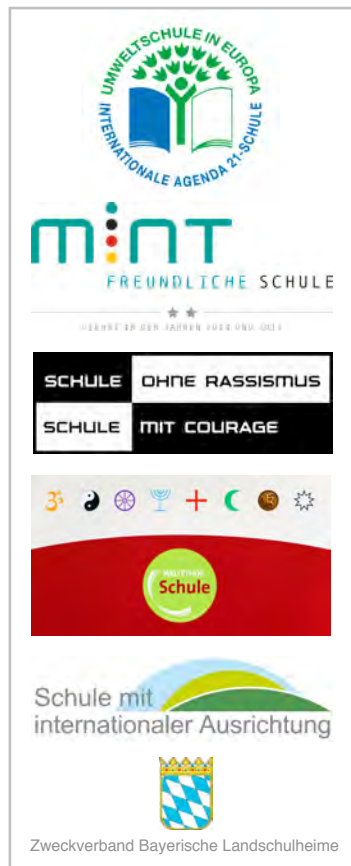 UMWELTSCHULE IN EUROPA
INTERNATIONALE AGENDA 21-SCHULE
MINT
FREUNDLICHE SCHULE
SCHULE OHNE RASSISMUS
SCHULE MIT COURAGE
Schule
Schule mit
internationaler Ausrichtung
Zweckverband Bayerische Landschulheime